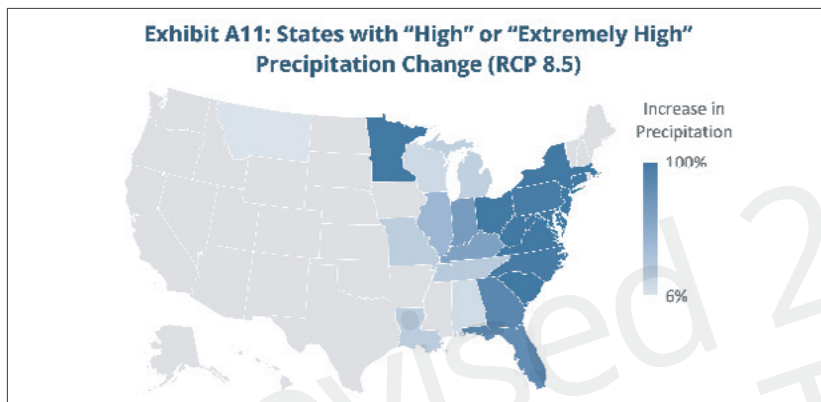 Exhibit A11: States with “High” or “Extremely High”
Precipitation Change (RCP 8.5)
Increase in
Precipitation
100%
6%